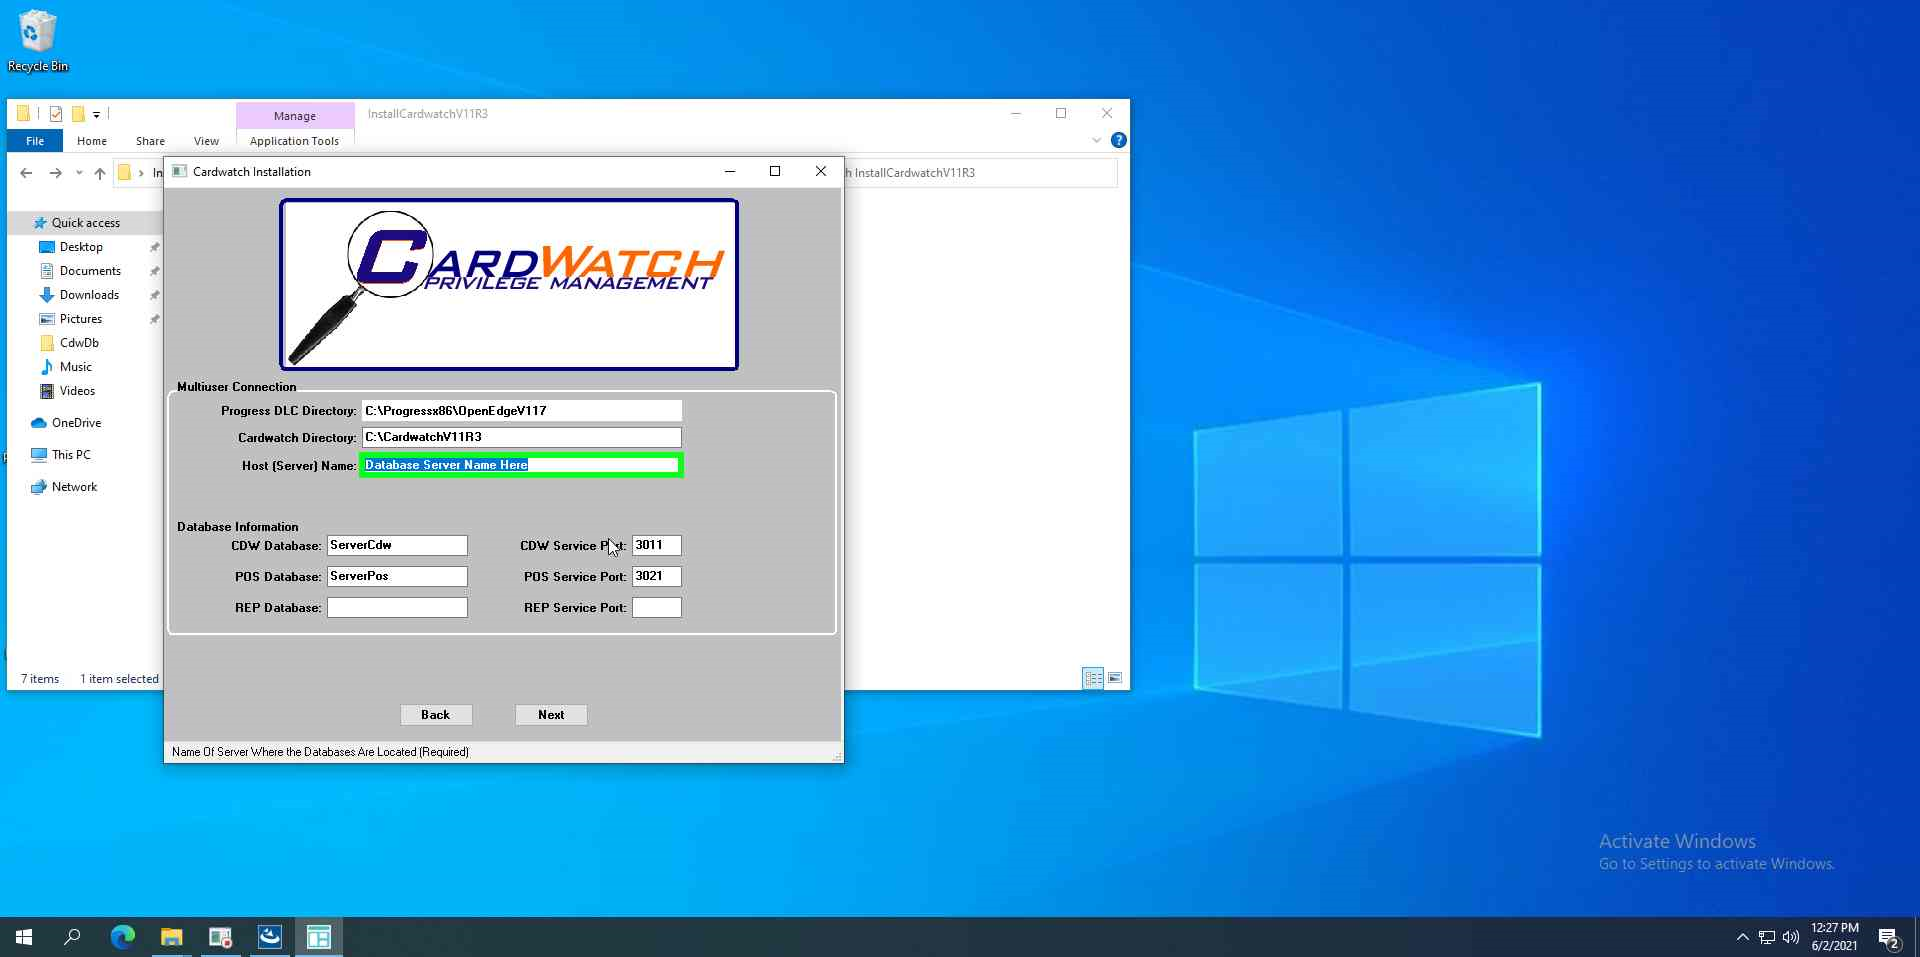 Recycle Bin
Manage
InstallCardwatchV11R3
File
Home
Share
View
Application Tools
In
h InstallCardwatchV11R3
Cardwatch Installation
Quick access
Desktop
Documents
Downloads
Pictures
CdwDb
Music
Videos
OneDrive
This PC
Network
CARDWATCH
PRIVILEGE MANAGEMENT
Multiuser Connection
Progress DLC Directory: C:\Progressx86\OpenEdgeV117
Cardwatch Directory: C:\CardwatchV11R3
Host (Server) Name: Database Server Name Here
Database Information
CDW Database: ServerCdw CDW Service Port: 3011
POS Database: ServerPos POS Service Port: 3021
REP Database: REP Service Port:
7 items 1 item selected
Back Next
Name Of Server Where the Databases Are Located (Required)
Activate Windows
Go to Settings to activate Windows.
12:27 PM
6/2/2021
2